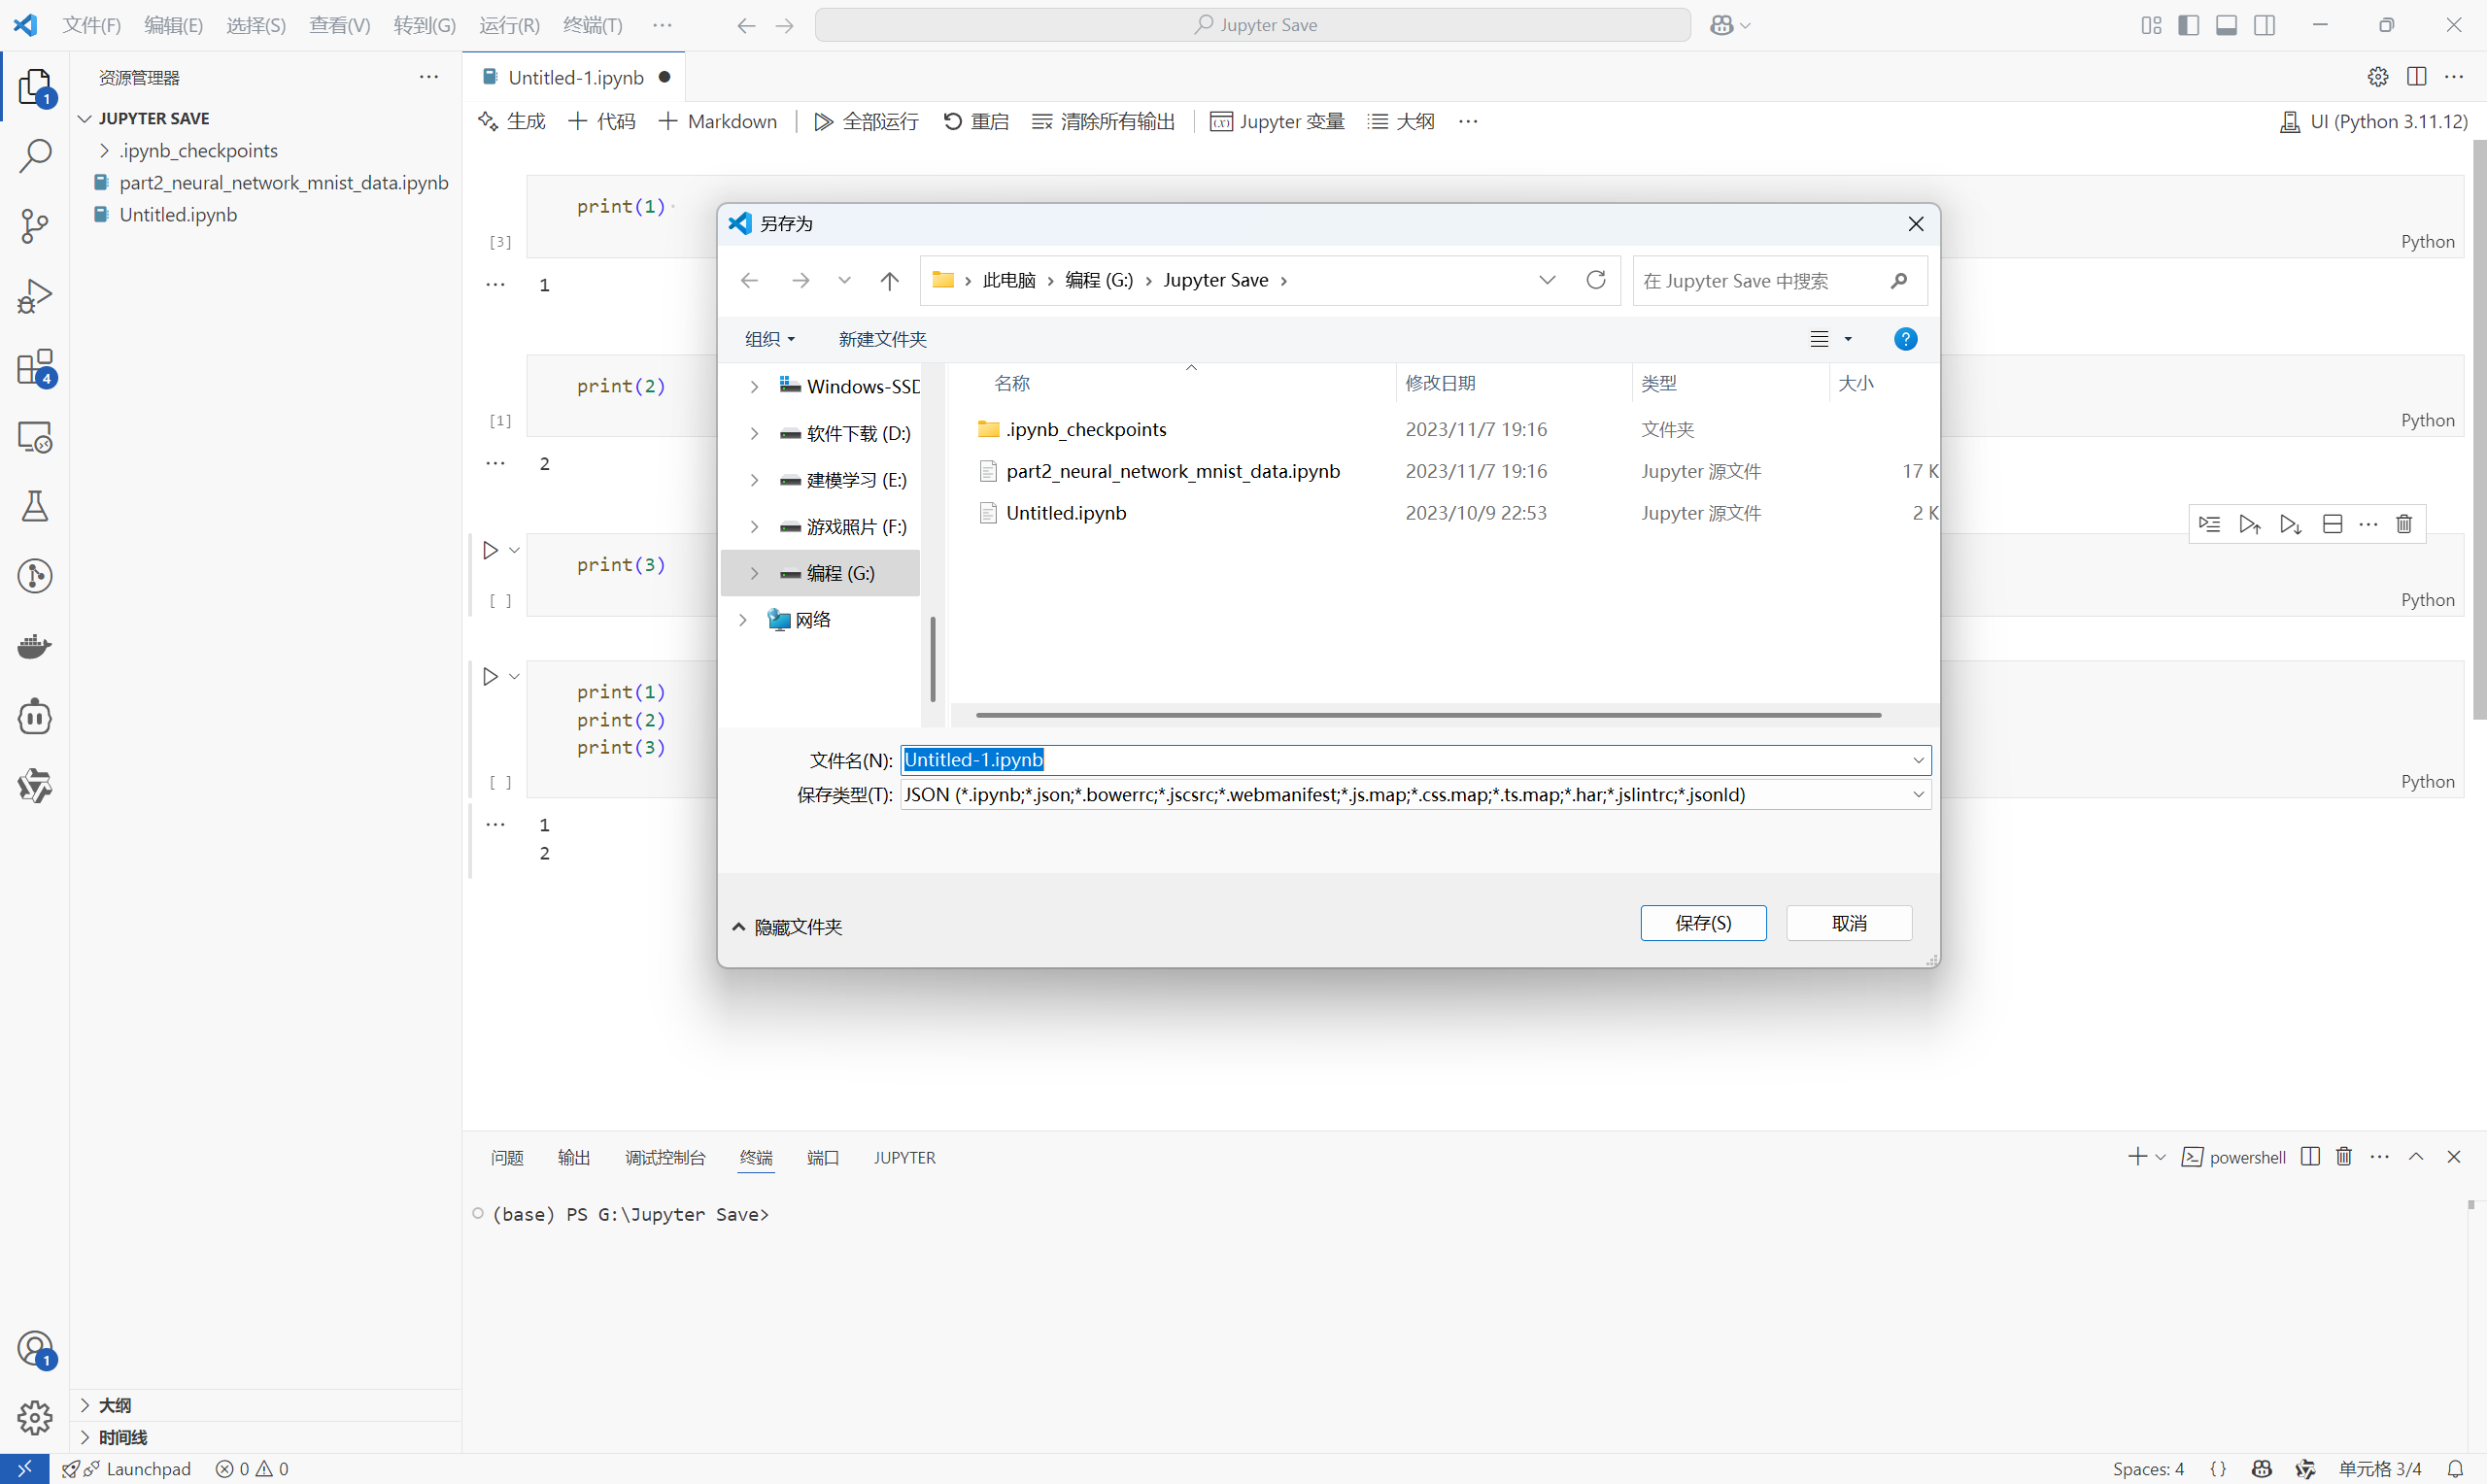 文件(F) 编辑(E) 选择(S) 查看(V) 转到(G) 运行(R) 终端(T) ··· Jupyter Save
资源管理器 ···
Untitled-1.ipynb
JUPYTER SAVE
.ipynb_checkpoints
part2_neural_network_mnist_data.ipynb
Untitled.ipynb
生成 + 代码 + Markdown 全部运行 重启 清除所有输出 Jupyter 变量 大纲 ··· UI (Python 3.11.12)
print(1)
[3] Python
1
print(2)
[1] Python
2
print(3)
[ ] Python
print(1)
print(2)
print(3)
[ ] Python
1
2
另存为
此电脑 › 编程 (G:) › Jupyter Save ›
在 Jupyter Save 中搜索
组织 新建文件夹
Windows-SSD
软件下载 (D:)
建模学习 (E:)
游戏照片 (F:)
编程 (G:)
网络
名称 修改日期 类型 大小
.ipynb_checkpoints 2023/11/7 19:16 文件夹
part2_neural_network_mnist_data.ipynb 2023/11/7 19:16 Jupyter 源文件 17 K
Untitled.ipynb 2023/10/9 22:53 Jupyter 源文件 2 K
文件名(N): Untitled-1.ipynb
保存类型(T): JSON (*.ipynb;*.json;*.bowerrc;*.jscsrc;*.webmanifest;*.js.map;*.css.map;*.ts.map;*.har;*.jslintrc;*.jsonld)
隐藏文件夹 保存(S) 取消
问题 输出 调试控制台 终端 端口 JUPYTER powershell
(base) PS G:\Jupyter Save>
1
4
1
大纲
时间线
Launchpad 0 0 Spaces: 4 {} 单元格 3/4